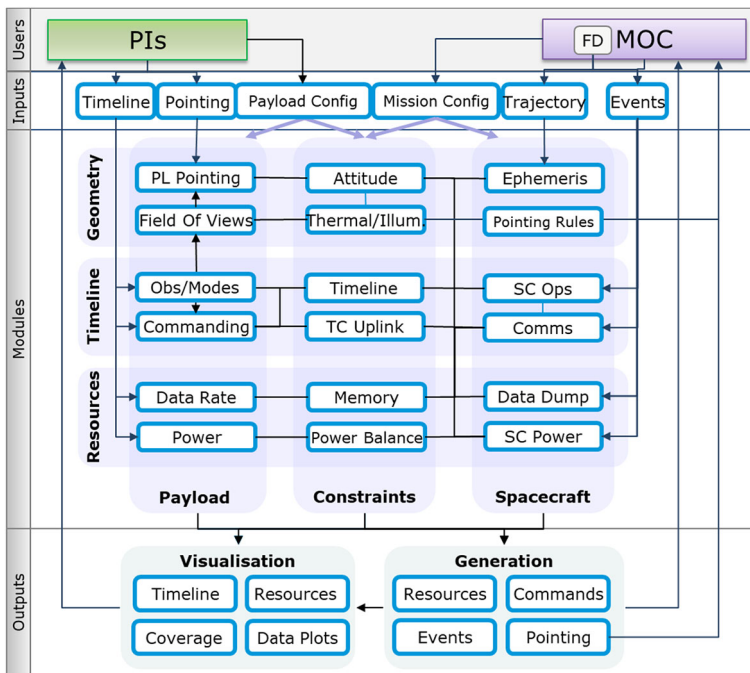 Users
PIs
FD
MOC
Inputs
Timeline
Pointing
Payload Config
Mission Config
Trajectory
Events
Modules
Geometry
PL Pointing
Attitude
Ephemeris
Field Of Views
Thermal/Illum.
Pointing Rules
Timeline
Obs/Modes
Timeline
SC Ops
Commanding
TC Uplink
Comms
Resources
Data Rate
Memory
Data Dump
Power
Power Balance
SC Power
Payload
Constraints
Spacecraft
Outputs
Visualisation
Generation
Timeline
Resources
Resources
Commands
Coverage
Data Plots
Events
Pointing